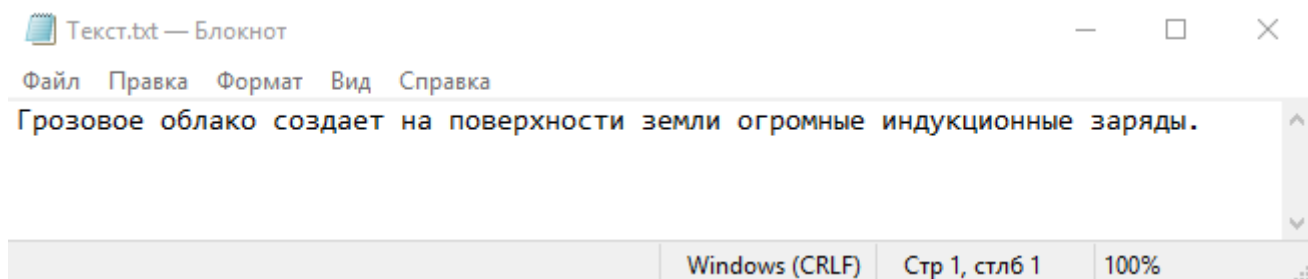 Текст.txt — Блокнот
Файл Правка Формат Вид Справка
Грозовое облако создает на поверхности земли огромные индукционные заряды.
Windows (CRLF) Стр 1, стлб 1 100%